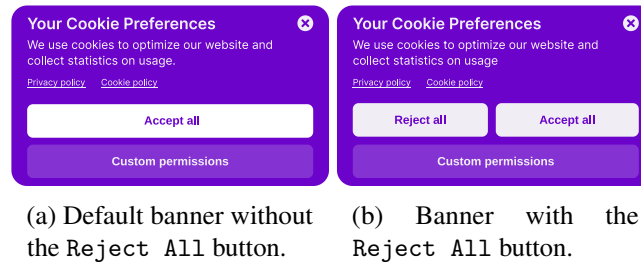 Your Cookie Preferences
We use cookies to optimize our website and
collect statistics on usage.
Privacy policy Cookie policy
Accept all
Custom permissions
(a) Default banner without
the Reject All button.
Your Cookie Preferences
We use cookies to optimize our website and
collect statistics on usage
Privacy policy Cookie policy
Reject all Accept all
Custom permissions
(b) Banner with the
Reject All button.